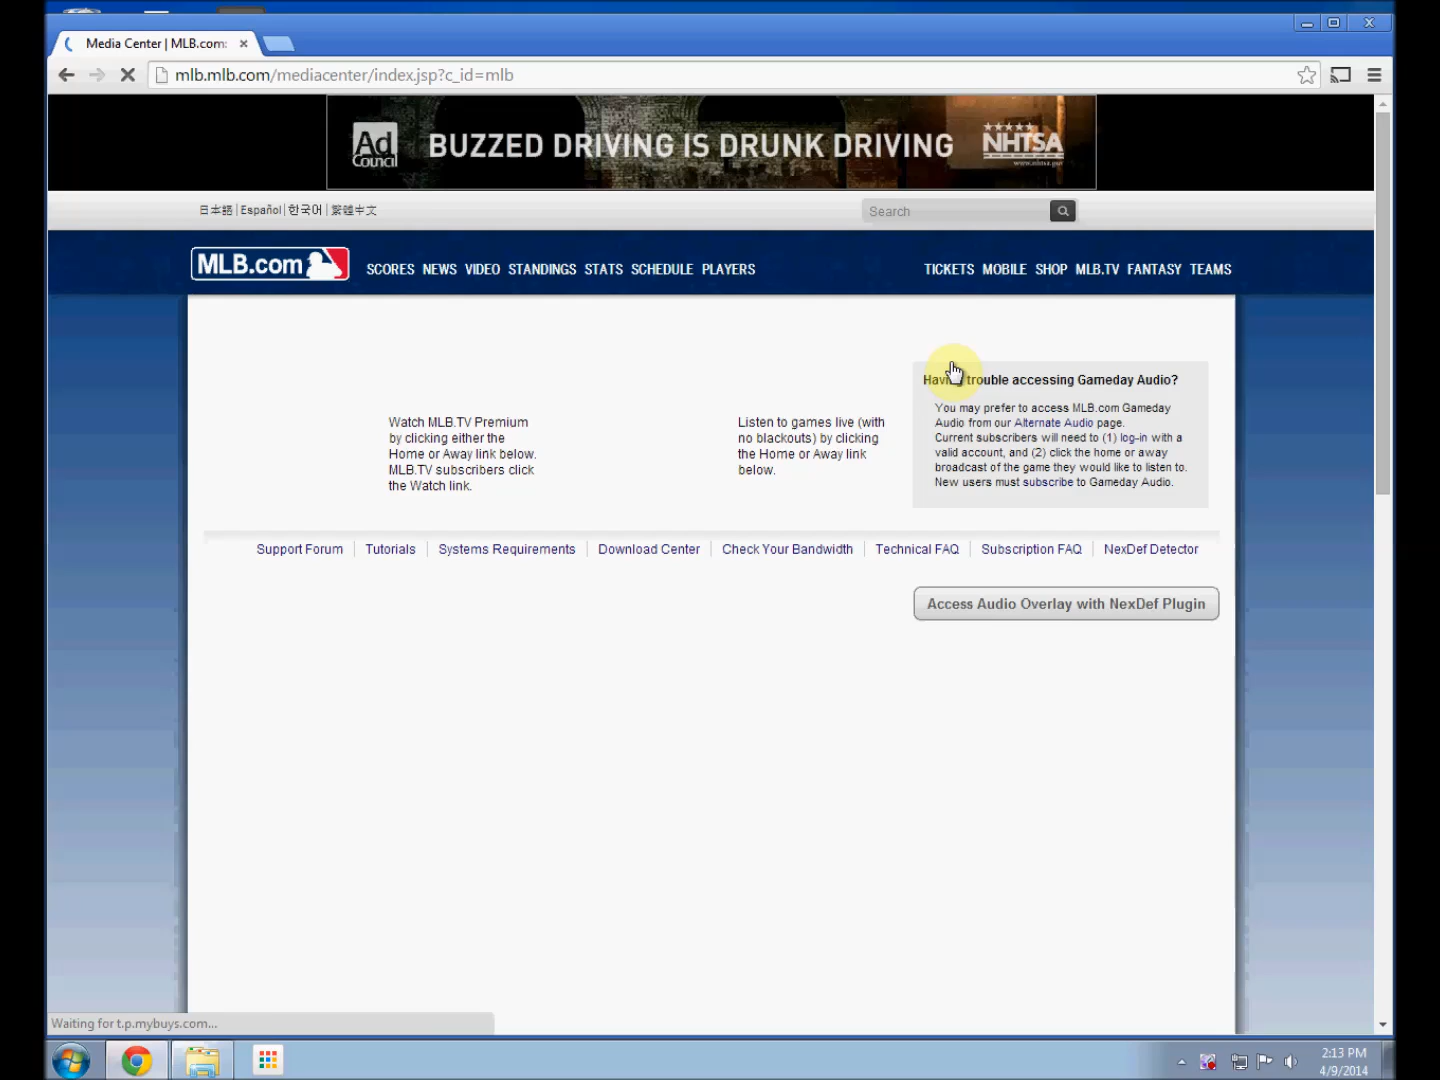 Media Center | MLB.com:
mlb.mlb.com/mediacenter/index.jsp?c_id=mlb
Ad Council
BUZZED DRIVING IS DRUNK DRIVING
NHTSA
www.nhtsa.gov
日本語 | Español | 한국어 | 繁體中文
Search
MLB.com
SCORES NEWS VIDEO STANDINGS STATS SCHEDULE PLAYERS
TICKETS MOBILE SHOP MLB.TV FANTASY TEAMS
Watch MLB.TV Premium
by clicking either the
Home or Away link below.
MLB.TV subscribers click
the Watch link.
Listen to games live (with
no blackouts) by clicking
the Home or Away link
below.
Having trouble accessing Gameday Audio?
You may prefer to access MLB.com Gameday
Audio from our Alternate Audio page.
Current subscribers will need to (1) log-in with a
valid account, and (2) click the home or away
broadcast of the game they would like to listen to.
New users must subscribe to Gameday Audio.
Support Forum | Tutorials | Systems Requirements | Download Center | Check Your Bandwidth | Technical FAQ | Subscription FAQ | NexDef Detector
Access Audio Overlay with NexDef Plugin
Waiting for t.p.mybuys.com...
2:13 PM
4/9/2014